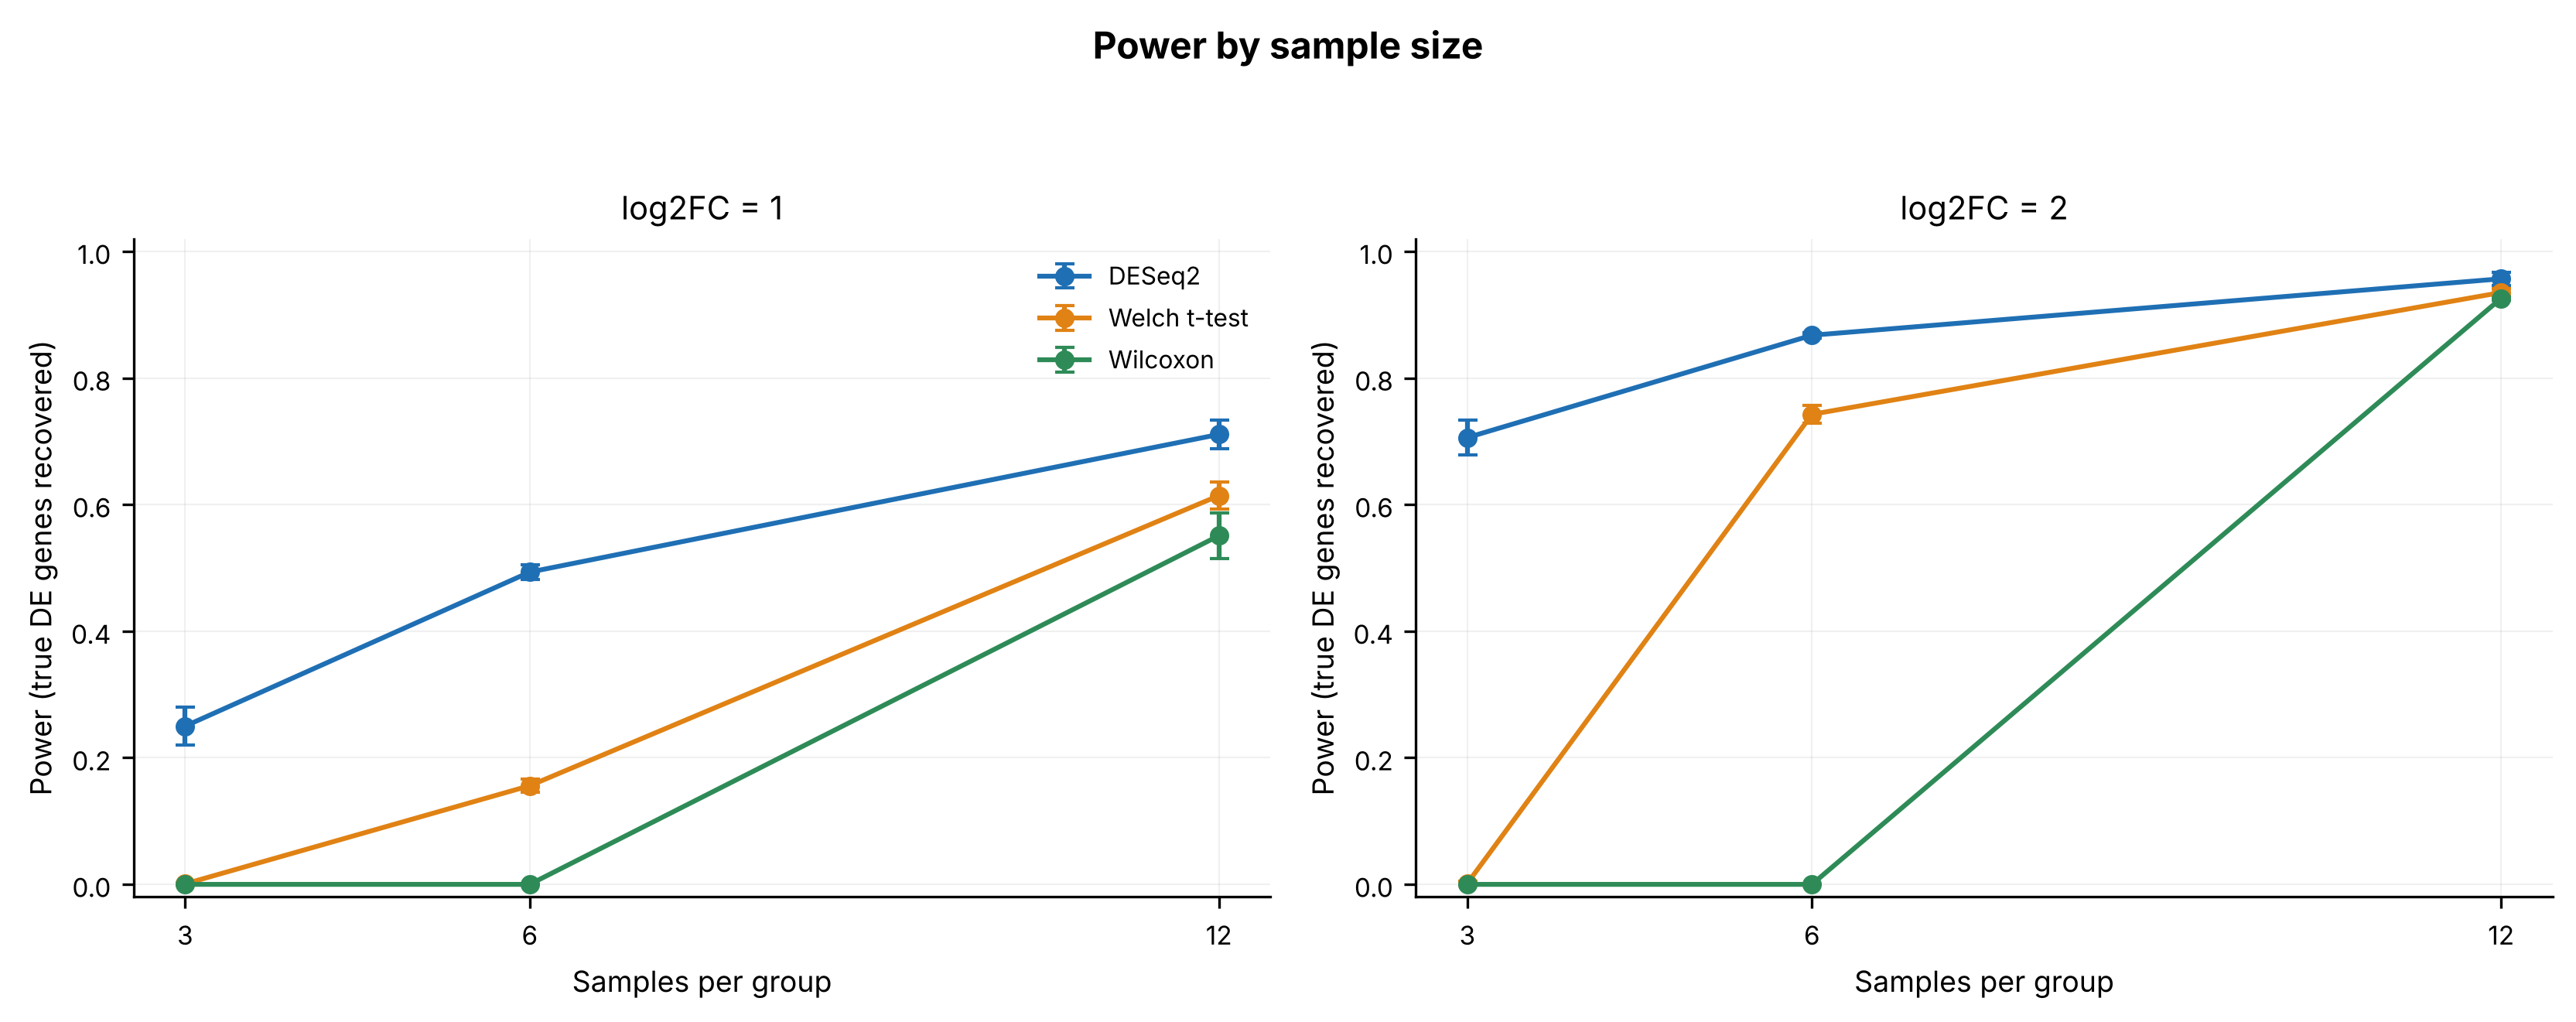 Power by sample size
log2FC = 1
1.0
0.8
0.6
0.4
0.2
0.0
Power (true DE genes recovered)
DESeq2
Welch t-test
Wilcoxon
3 6 12
Samples per group
log2FC = 2
1.0
0.8
0.6
0.4
0.2
0.0
Power (true DE genes recovered)
3 6 12
Samples per group